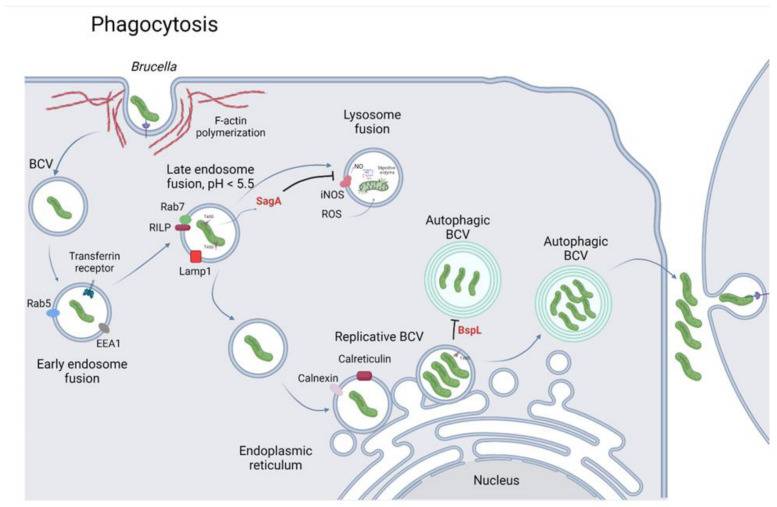 Phagocytosis
Brucella
F-actin
polymerization
BCV
Lysosome
fusion
Late endosome
fusion, pH < 5.5
NO
Digestive
enzyme
iNOS
ROS
SagA
Rab7
RILP
Lamp1
Transferrin
receptor
Rab5
EEA1
Early endosome
fusion
Autophagic
BCV
Autophagic
BCV
BspL
Replicative BCV
Calreticulin
Calnexin
Endoplasmic
reticulum
Nucleus